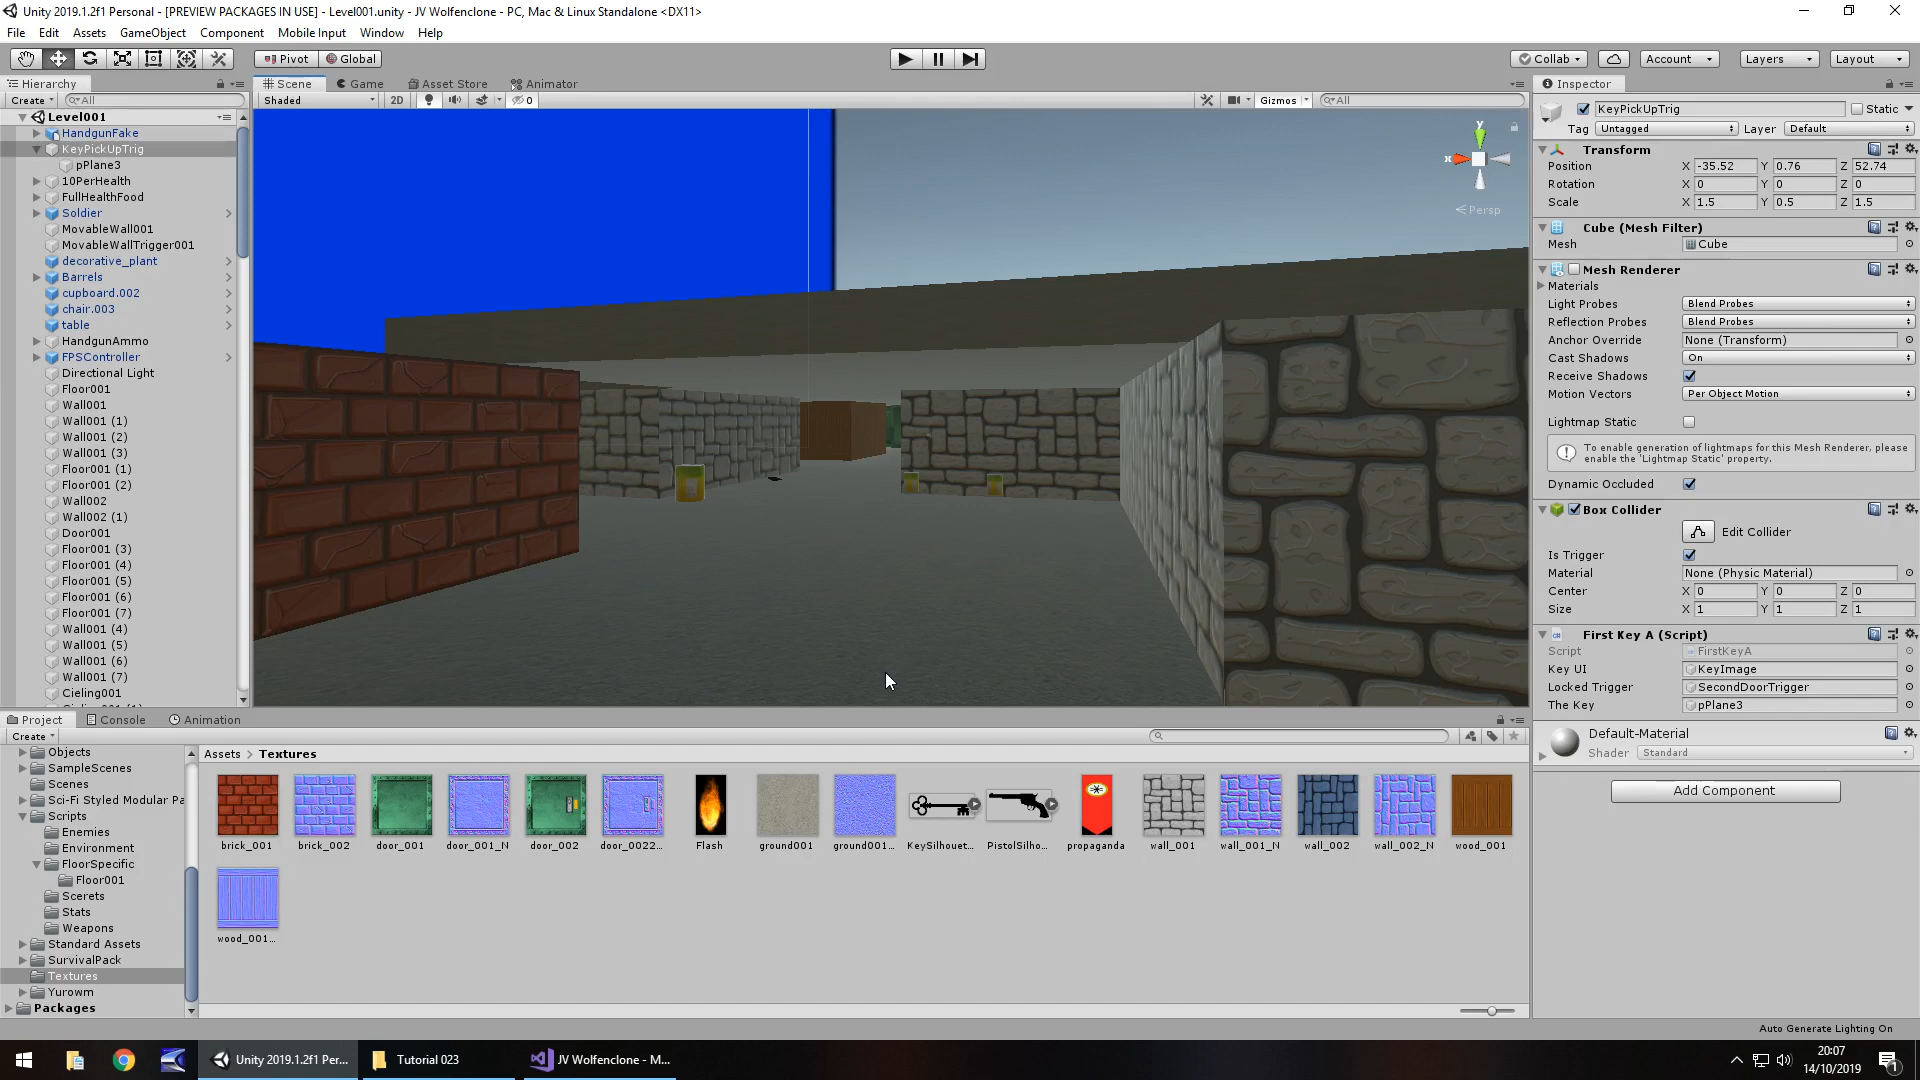 Unity 2019.1.2f1 Personal - [PREVIEW PACKAGES IN USE] - Level001.unity - JV Wolfenclone - PC, Mac & Linux Standalone <DX11>
File Edit Assets GameObject Component Mobile Input Window Help
Pivot Global Collab Account Layers Layout
Hierarchy
Create All
Level001
HandgunFake
KeyPickUpTrig
pPlane3
10PerHealth
FullHealthFood
Soldier
MovableWall001
MovableWallTrigger001
decorative_plant
Barrels
cupboard.002
chair.003
table
HandgunAmmo
FPSController
Directional Light
Floor001
Wall001
Wall001 (1)
Wall001 (2)
Wall001 (3)
Floor001 (1)
Floor001 (2)
Wall002
Wall002 (1)
Door001
Floor001 (3)
Floor001 (4)
Floor001 (5)
Floor001 (6)
Floor001 (7)
Wall001 (4)
Wall001 (5)
Wall001 (6)
Wall001 (7)
Cieling001
Scene Game Asset Store Animator
Shaded 2D 0 Gizmos All
y
x
Persp
Inspector
KeyPickUpTrig Static
Tag Untagged Layer Default
Transform
Position X -35.52 Y 0.76 Z 52.74
Rotation X 0 Y 0 Z 0
Scale X 1.5 Y 0.5 Z 1.5
Cube (Mesh Filter)
Mesh Cube
Mesh Renderer
Materials
Light Probes Blend Probes
Reflection Probes Blend Probes
Anchor Override None (Transform)
Cast Shadows On
Receive Shadows
Motion Vectors Per Object Motion
Lightmap Static
To enable generation of lightmaps for this Mesh Renderer, please
enable the 'Lightmap Static' property.
Dynamic Occluded
Box Collider
Edit Collider
Is Trigger
Material None (Physic Material)
Center X 0 Y 0 Z 0
Size X 1 Y 1 Z 1
First Key A (Script)
Script FirstKeyA
Key UI KeyImage
Locked Trigger SecondDoorTrigger
The Key pPlane3
Default-Material
Shader Standard
Add Component
Project Console Animation
Create
Objects
SampleScenes
Scenes
Sci-Fi Styled Modular Pa
Scripts
Enemies
Environment
FloorSpecific
Floor001
Scerets
Stats
Weapons
Standard Assets
SurvivalPack
Textures
Yurowm
Packages
Assets > Textures
brick_001 brick_002 door_001 door_001_N door_002 door_0022... Flash ground001 ground001... KeySilhouet... PistolSilho... propaganda wall_001 wall_001_N wall_002 wall_002_N wood_001
wood_001...
Auto Generate Lighting On
Unity 2019.1.2f1 Per... Tutorial 023 JV Wolfenclone - M...
20:07
14/10/2019
1